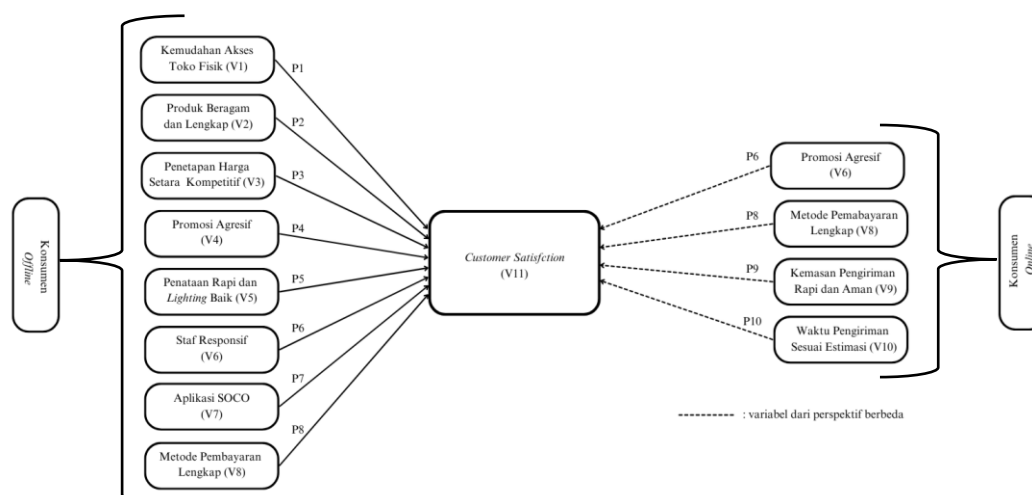 Konsumen
Offline
Kemudahan Akses
Toko Fisik (V1)
P1
Produk Beragam
dan Lengkap (V2)
P2
Penetapan Harga
Setara Kompetitif (V3)
P3
Promosi Agresif
(V4)
P4
Penataan Rapi dan
Lighting Baik (V5)
P5
Staf Responsif
(V6)
P6
Aplikasi SOCO
(V7)
P7
Metode Pembayaran
Lengkap (V8)
P8
Customer Satisfction
(V11)
P6
Promosi Agresif
(V6)
P8
Metode Pemabayaran
Lengkap (V8)
P9
Kemasan Pengiriman
Rapi dan Aman (V9)
P10
Waktu Pengiriman
Sesuai Estimasi (V10)
Konsumen
Online
: variabel dari perspektif berbeda